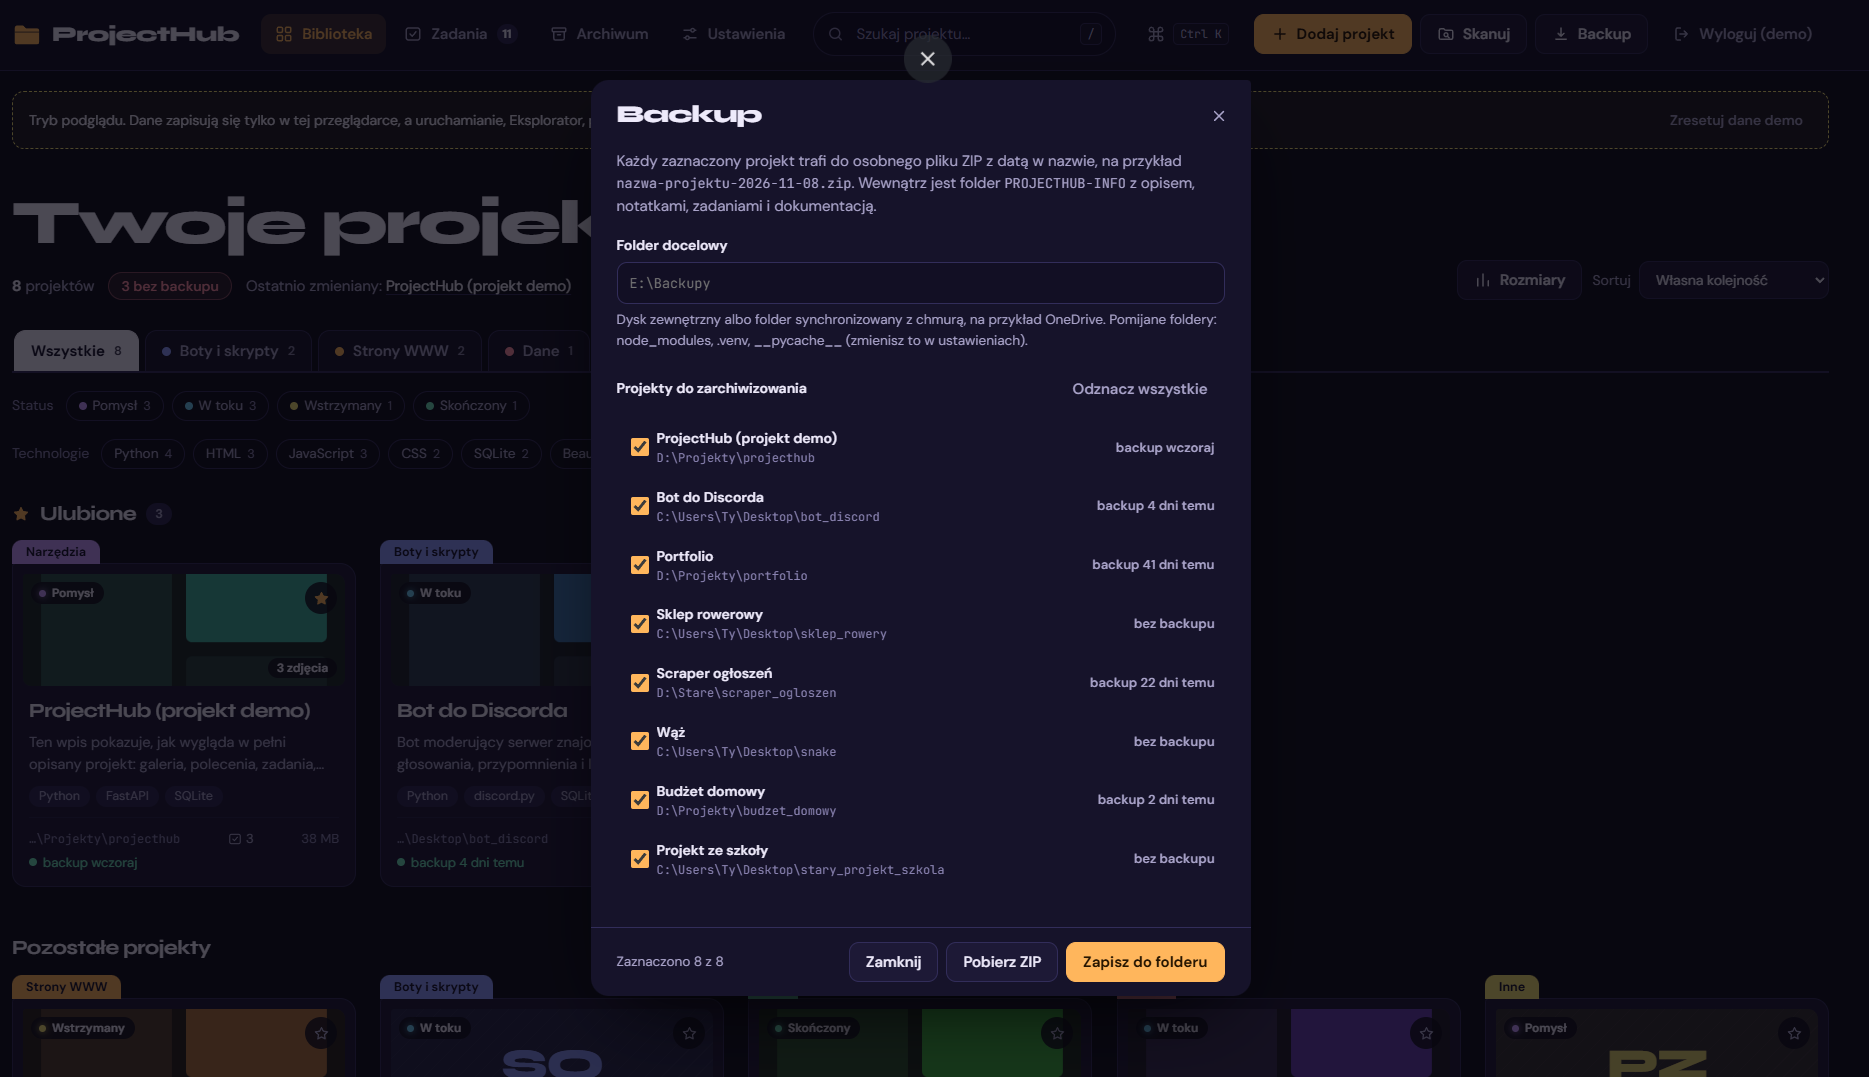 ProjectHub
Biblioteka
Zadania 11
Archiwum
Ustawienia
Szukaj projektu...
/
Ctrl K
Dodaj projekt
Skanuj
Backup
Wyloguj (demo)
Tryb podglądu. Dane zapisują się tylko w tej przeglądarce, a uruchamianie, Eksplorator,
Zresetuj dane demo
Twoje projek
8 projektów
3 bez backupu
Ostatnio zmieniany: ProjectHub (projekt demo)
Rozmiary
Sortuj
Własna kolejność
Wszystkie 8
Boty i skrypty 2
Strony WWW 2
Dane 1
Status
Pomysł 3
W toku 3
Wstrzymany 1
Skończony 1
Technologie
Python 4
HTML 3
JavaScript 3
CSS 2
SQLite 2
Beau
Ulubione 3
Narzędzia
Pomysł
3 zdjęcia
ProjectHub (projekt demo)
Ten wpis pokazuje, jak wygląda w pełni
opisany projekt: galeria, polecenia, zadania,...
Python
FastAPI
SQLite
…\Projekty\projecthub
3
38 MB
backup wczoraj
Boty i skrypty
W toku
Bot do Discorda
Bot moderujący serwer znajo
głosowania, przypomnienia i
Python
discord.py
SQLit
…\Desktop\bot_discord
backup 4 dni temu
Pozostałe projekty
Strony WWW
Wstrzymany
Boty i skrypty
W toku
SO
Skończony
W toku
Inne
Pomysł
PZ
Backup
Każdy zaznaczony projekt trafi do osobnego pliku ZIP z datą w nazwie, na przykład
nazwa-projektu-2026-11-08.zip. Wewnątrz jest folder PROJECTHUB-INFO z opisem,
notatkami, zadaniami i dokumentacją.
Folder docelowy
E:\Backupy
Dysk zewnętrzny albo folder synchronizowany z chmurą, na przykład OneDrive. Pomijane foldery:
node_modules, .venv, __pycache__ (zmienisz to w ustawieniach).
Projekty do zarchiwizowania
Odznacz wszystkie
ProjectHub (projekt demo)
D:\Projekty\projecthub
backup wczoraj
Bot do Discorda
C:\Users\Ty\Desktop\bot_discord
backup 4 dni temu
Portfolio
D:\Projekty\portfolio
backup 41 dni temu
Sklep rowerowy
C:\Users\Ty\Desktop\sklep_rowery
bez backupu
Scraper ogłoszeń
D:\Stare\scraper_ogloszen
backup 22 dni temu
Wąż
C:\Users\Ty\Desktop\snake
bez backupu
Budżet domowy
D:\Projekty\budzet_domowy
backup 2 dni temu
Projekt ze szkoły
C:\Users\Ty\Desktop\stary_projekt_szkola
bez backupu
Zaznaczono 8 z 8
Zamknij
Pobierz ZIP
Zapisz do folderu